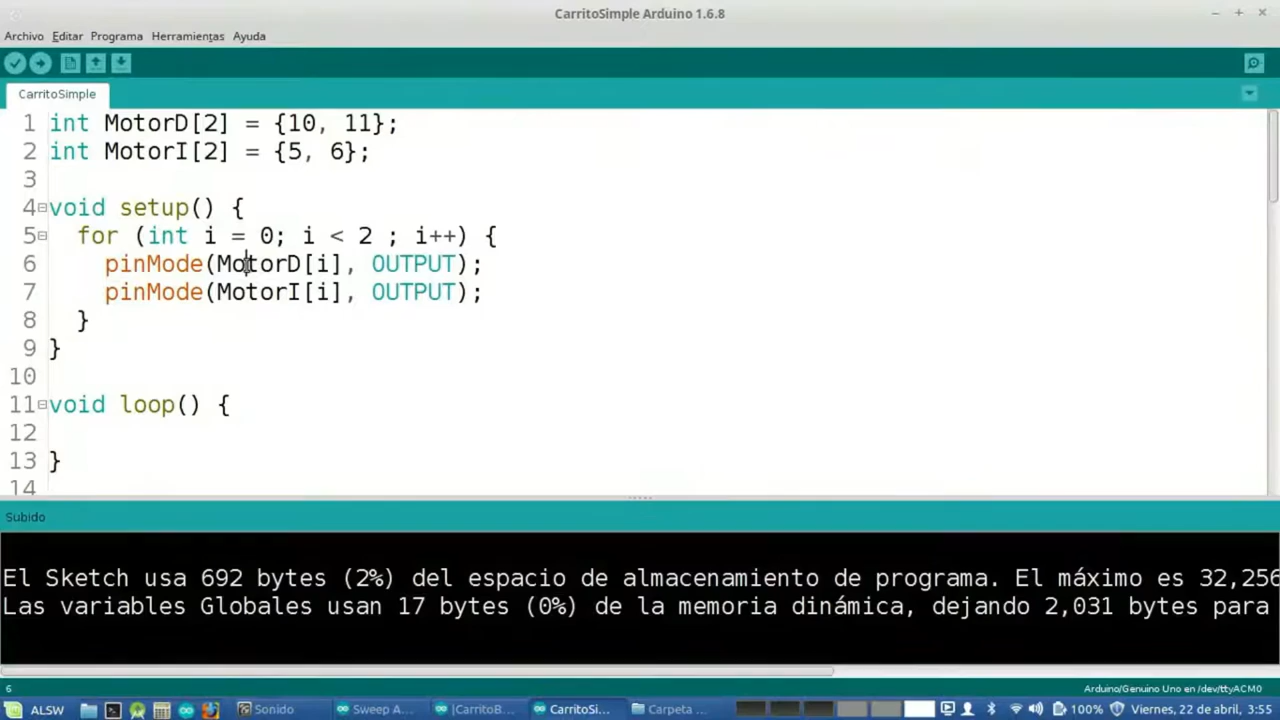 CarritoSimple Arduino 1.6.8
Archivo Editar Programa Herramientas Ayuda
CarritoSimple
1 int MotorD[2] = {10, 11};
2 int MotorI[2] = {5, 6};
3
4 void setup() {
5 for (int i = 0; i < 2 ; i++) {
6 pinMode(MotorD[i], OUTPUT);
7 pinMode(MotorI[i], OUTPUT);
8 }
9 }
10
11 void loop() {
12
13 }
14
Subido
El Sketch usa 692 bytes (2%) del espacio de almacenamiento de programa. El máximo es 32,256
Las variables Globales usan 17 bytes (0%) de la memoria dinámica, dejando 2,031 bytes para
6 Arduino/Genuino Uno en /dev/ttyACM0
ALSW Sonido Sweep A... |CarritoB... CarritoSi... Carpeta ... 100% Viernes, 22 de abril, 3:55